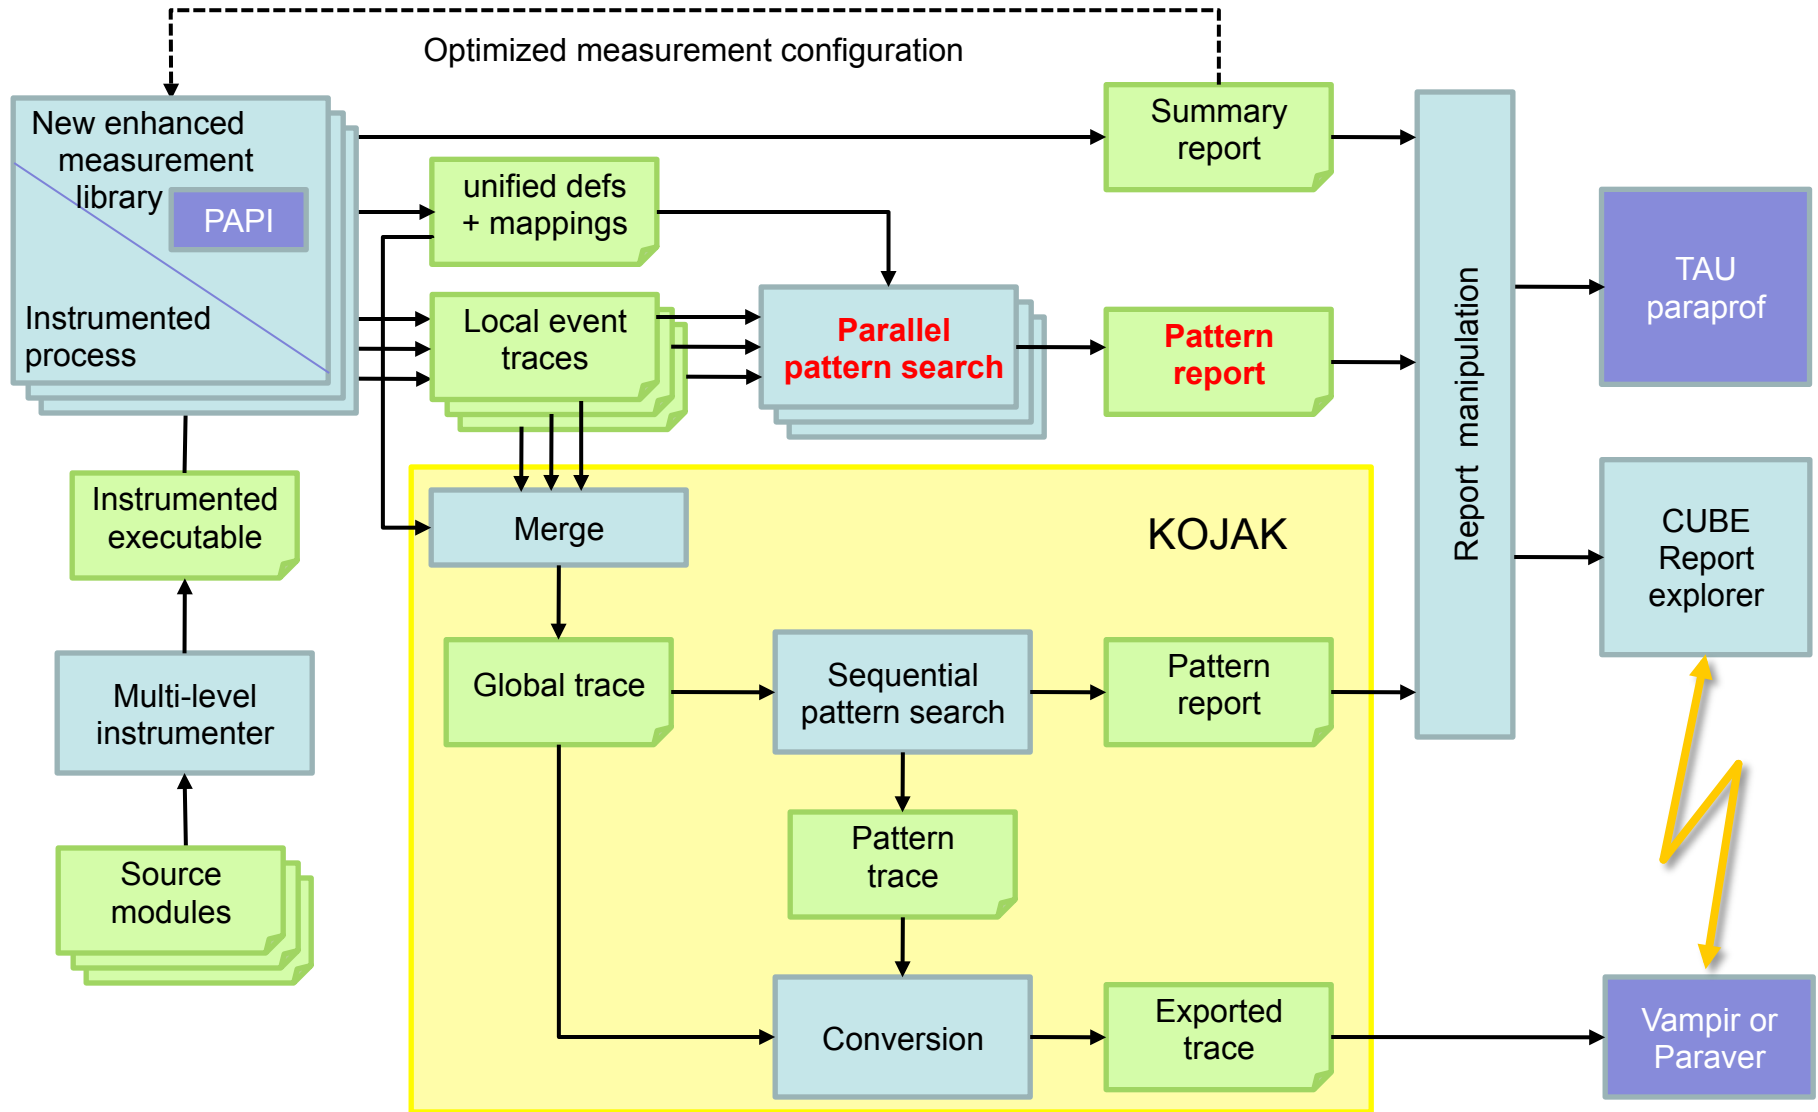 Optimized measurement configuration
New enhanced
measurement
library
PAPI
Instrumented
process
unified defs
+ mappings
Local event
traces
Parallel
pattern search
Summary
report
Pattern
report
Report manipulation
TAU
paraprof
CUBE
Report
explorer
Vampir or
Paraver
Instrumented
executable
Multi-level
instrumenter
Source
modules
KOJAK
Merge
Global trace
Sequential
pattern search
Pattern
report
Pattern
trace
Conversion
Exported
trace